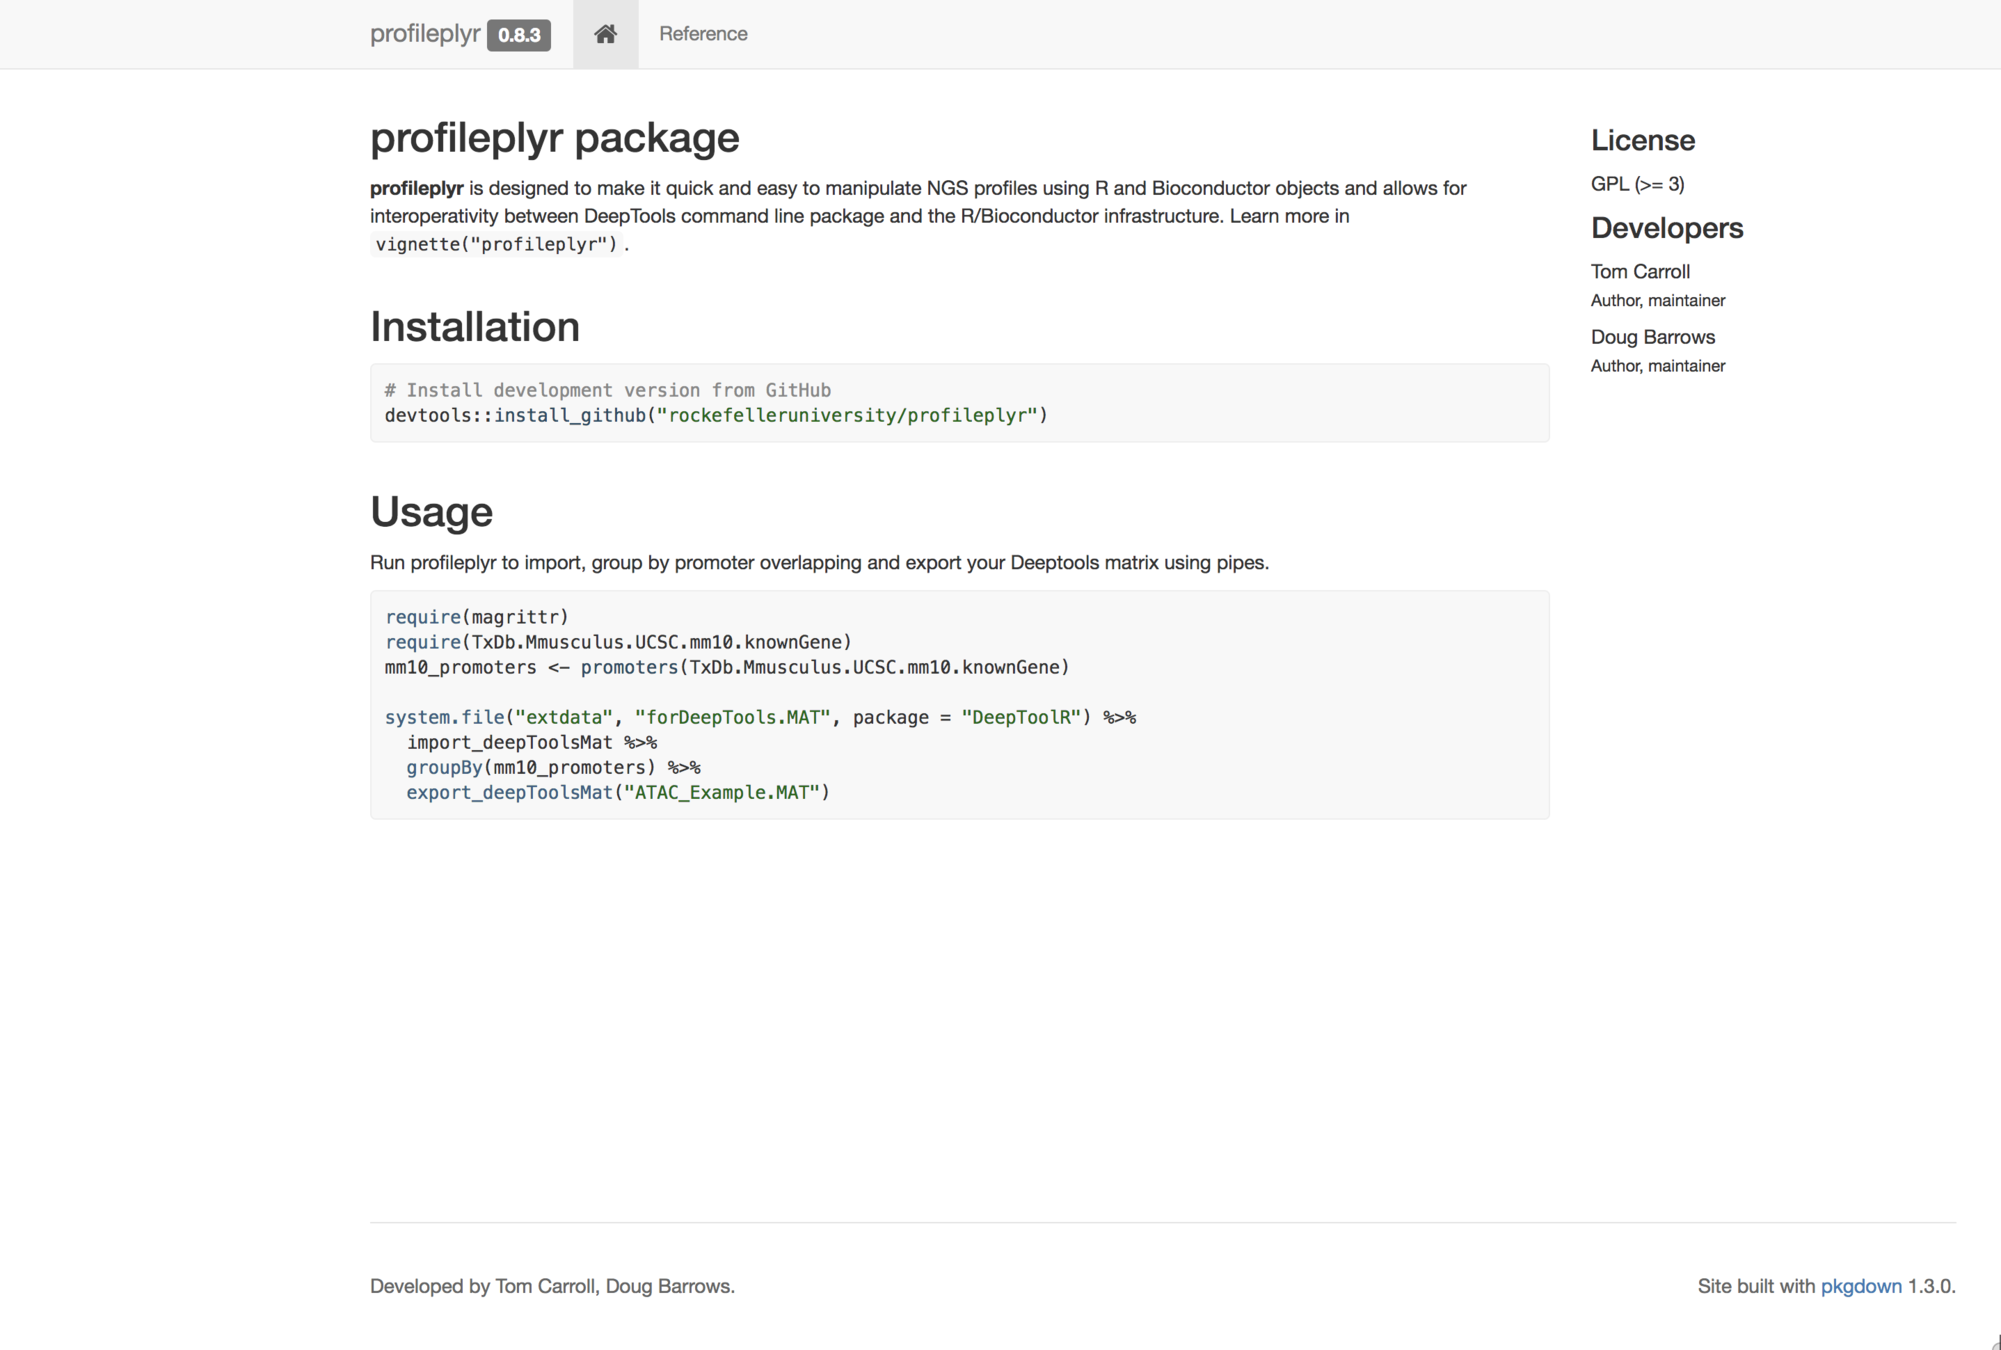 profileplyr 0.8.3 Reference
profileplyr package
profileplyr is designed to make it quick and easy to manipulate NGS profiles using R and Bioconductor objects and allows for
interoperativity between DeepTools command line package and the R/Bioconductor infrastructure. Learn more in
vignette("profileplyr").
Installation
# Install development version from GitHub
devtools::install_github("rockefelleruniversity/profileplyr")
Usage
Run profileplyr to import, group by promoter overlapping and export your Deeptools matrix using pipes.
require(magrittr)
require(TxDb.Mmusculus.UCSC.mm10.knownGene)
mm10_promoters <- promoters(TxDb.Mmusculus.UCSC.mm10.knownGene)
system.file("extdata", "forDeepTools.MAT", package = "DeepToolR") %>%
  import_deepToolsMat %>%
  groupBy(mm10_promoters) %>%
  export_deepToolsMat("ATAC_Example.MAT")
License
GPL (>= 3)
Developers
Tom Carroll
Author, maintainer
Doug Barrows
Author, maintainer
Developed by Tom Carroll, Doug Barrows.
Site built with pkgdown 1.3.0.